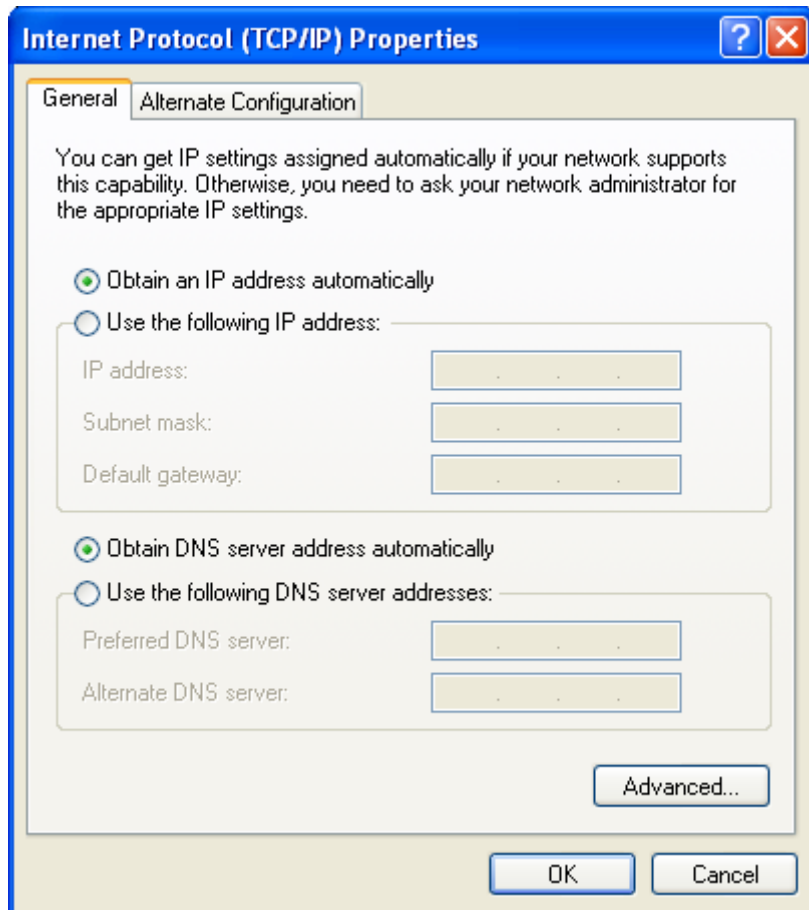 Internet Protocol (TCP/IP) Properties
General
Alternate Configuration
You can get IP settings assigned automatically if your network supports
this capability. Otherwise, you need to ask your network administrator for
the appropriate IP settings.
Obtain an IP address automatically
Use the following IP address:
IP address:
Subnet mask:
Default gateway:
Obtain DNS server address automatically
Use the following DNS server addresses:
Preferred DNS server:
Alternate DNS server:
Advanced...
OK
Cancel